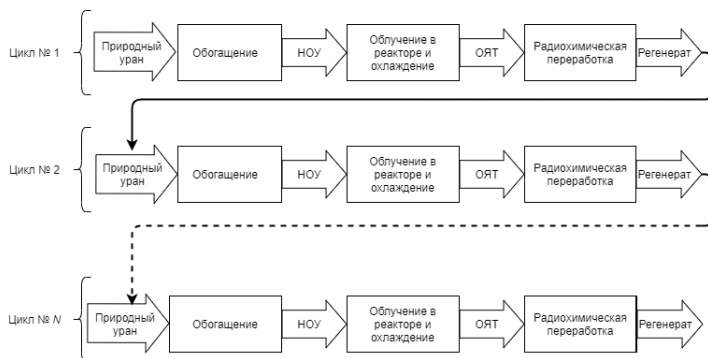 Цикл № 1
Природный
уран
Обогащение
НОУ
Облучение в
реакторе и
охлаждение
ОЯТ
Радиохимическая
переработка
Регенерат
Цикл № 2
Природный
уран
Обогащение
НОУ
Облучение в
реакторе и
охлаждение
ОЯТ
Радиохимическая
переработка
Регенерат
Цикл № N
Природный
уран
Обогащение
НОУ
Облучение в
реакторе и
охлаждение
ОЯТ
Радиохимическая
переработка
Регенерат